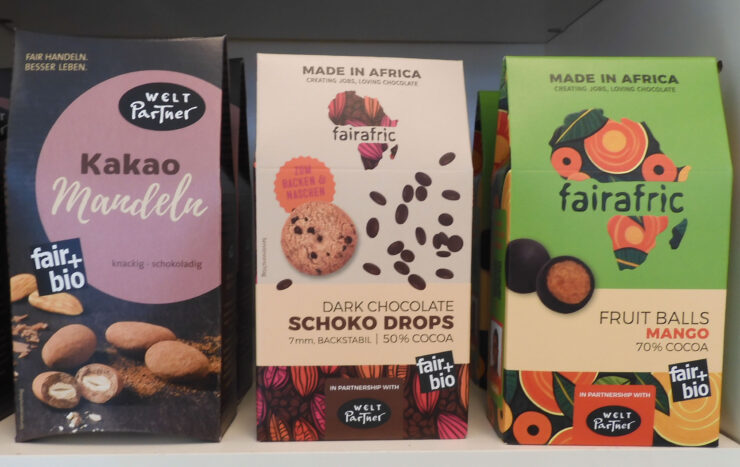 FAIR HANDELN.
BESSER LEBEN.
WELT
PARTNER
Kakao
Mandeln
fair+
bio
knackig - schokoladig
MADE IN AFRICA
CREATING JOBS, LOVING CHOCOLATE
fairafric
ZUM
BACKEN &
NASCHEN
DARK CHOCOLATE
SCHOKO DROPS
7mm, BACKSTABIL | 50% COCOA
fair+
bio
IN PARTNERSHIP WITH
WELT
PARTNER
MADE IN AFRICA
CREATING JOBS, LOVING CHOCOLATE
fairafric
FRUIT BALLS
MANGO
70% COCOA
fair+
bio
IN PARTNERSHIP WITH
WELT
PARTNER